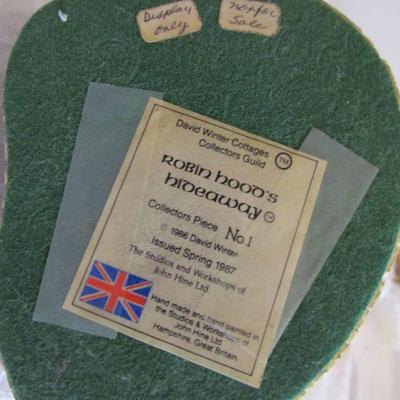 Display
only
not for
Sale
David Winter Cottages
Collectors Guild TM
Robin Hood's
Hideaway TM
Collectors Piece No. 1
© 1986 David Winter
Issued Spring 1987
The Studios and Workshops of
John Hine Ltd
Hand made and hand painted in
the Studios & Workshops of
John Hine Ltd
Hampshire, Great Britain